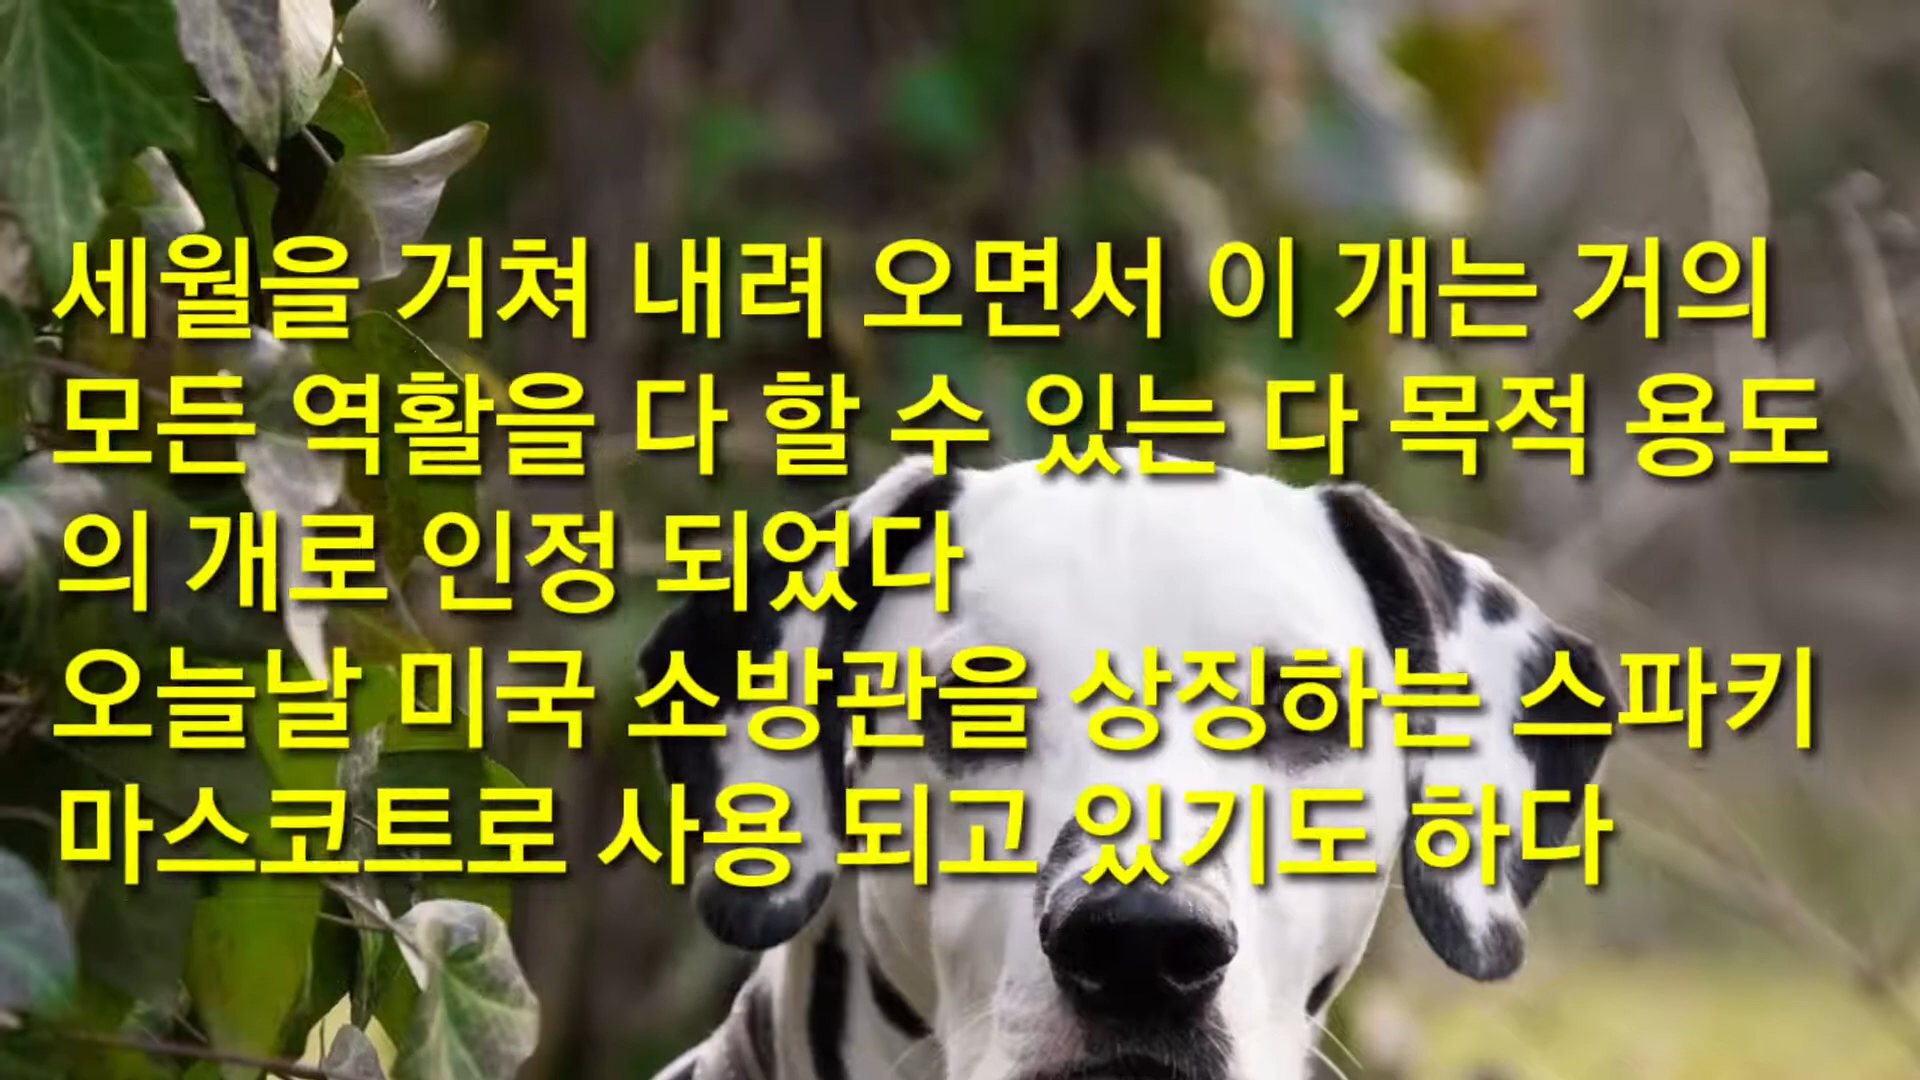 세월을 거쳐 내려 오면서 이 개는 거의
모든 역활을 다 할 수 있는 다 목적 용도
의 개로 인정 되었다
오늘날 미국 소방관을 상징하는 스파키
마스코트로 사용 되고 있기도 하다